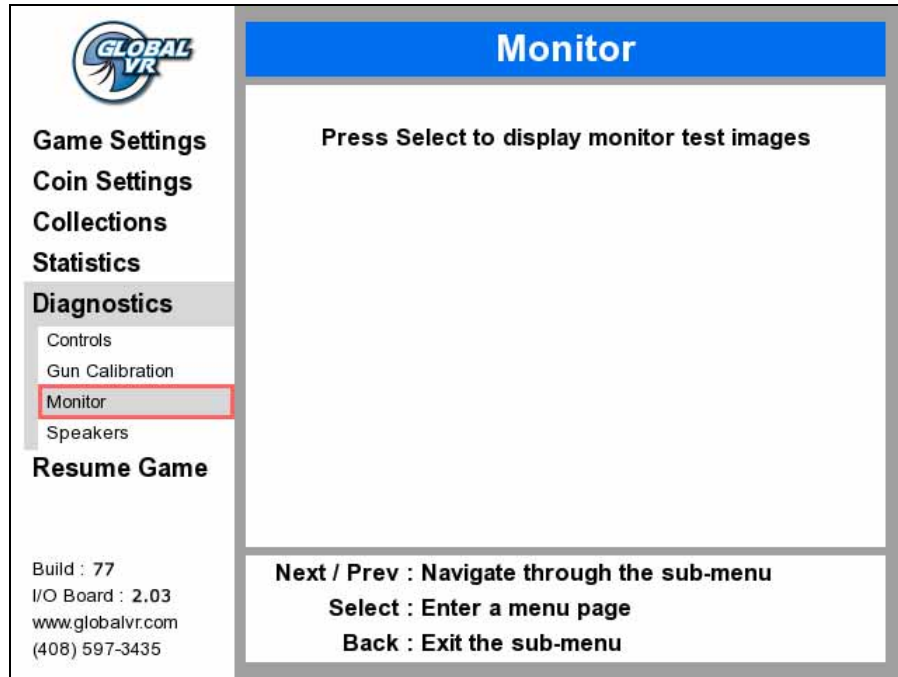 GLOBAL
VR
Game Settings
Coin Settings
Collections
Statistics
Diagnostics
Controls
Gun Calibration
Monitor
Speakers
Resume Game
Build : 77
I/O Board : 2.03
www.globalvr.com
(408) 597-3435
Monitor
Press Select to display monitor test images
Next / Prev : Navigate through the sub-menu
Select : Enter a menu page
Back : Exit the sub-menu